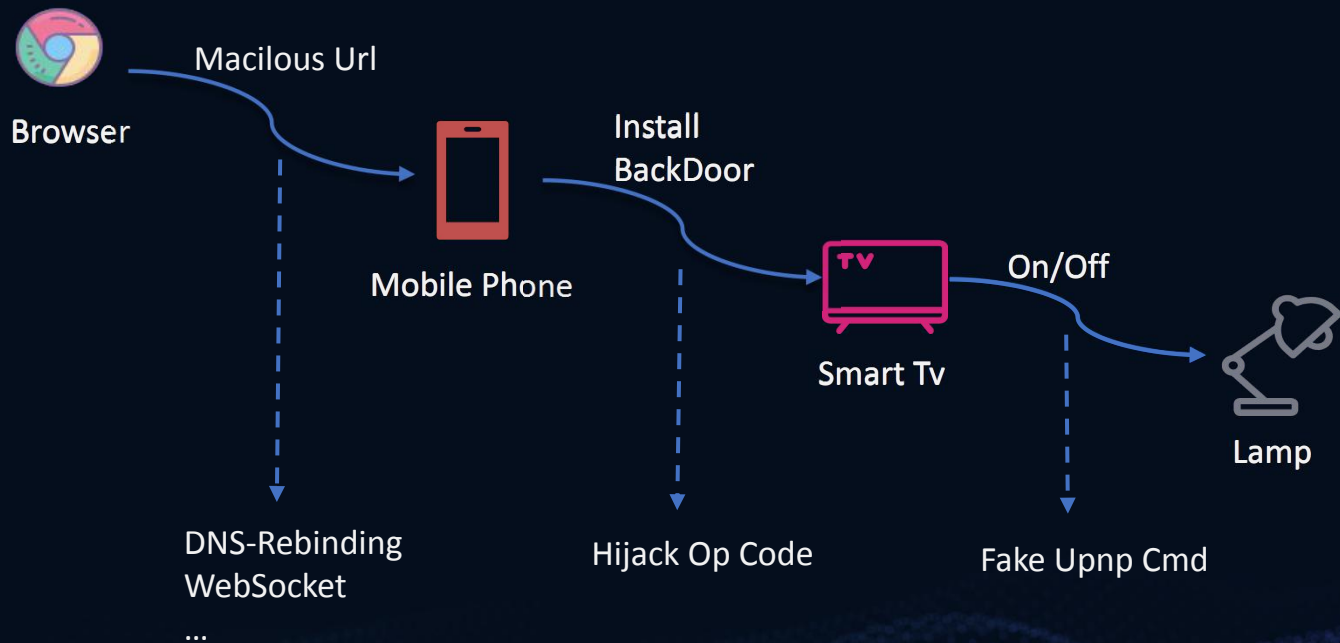 Macilous Url
Browser
Install
BackDoor
Mobile Phone
TV
On/Off
Smart Tv
Lamp
DNS-Rebinding
WebSocket
...
Hijack Op Code
Fake Upnp Cmd